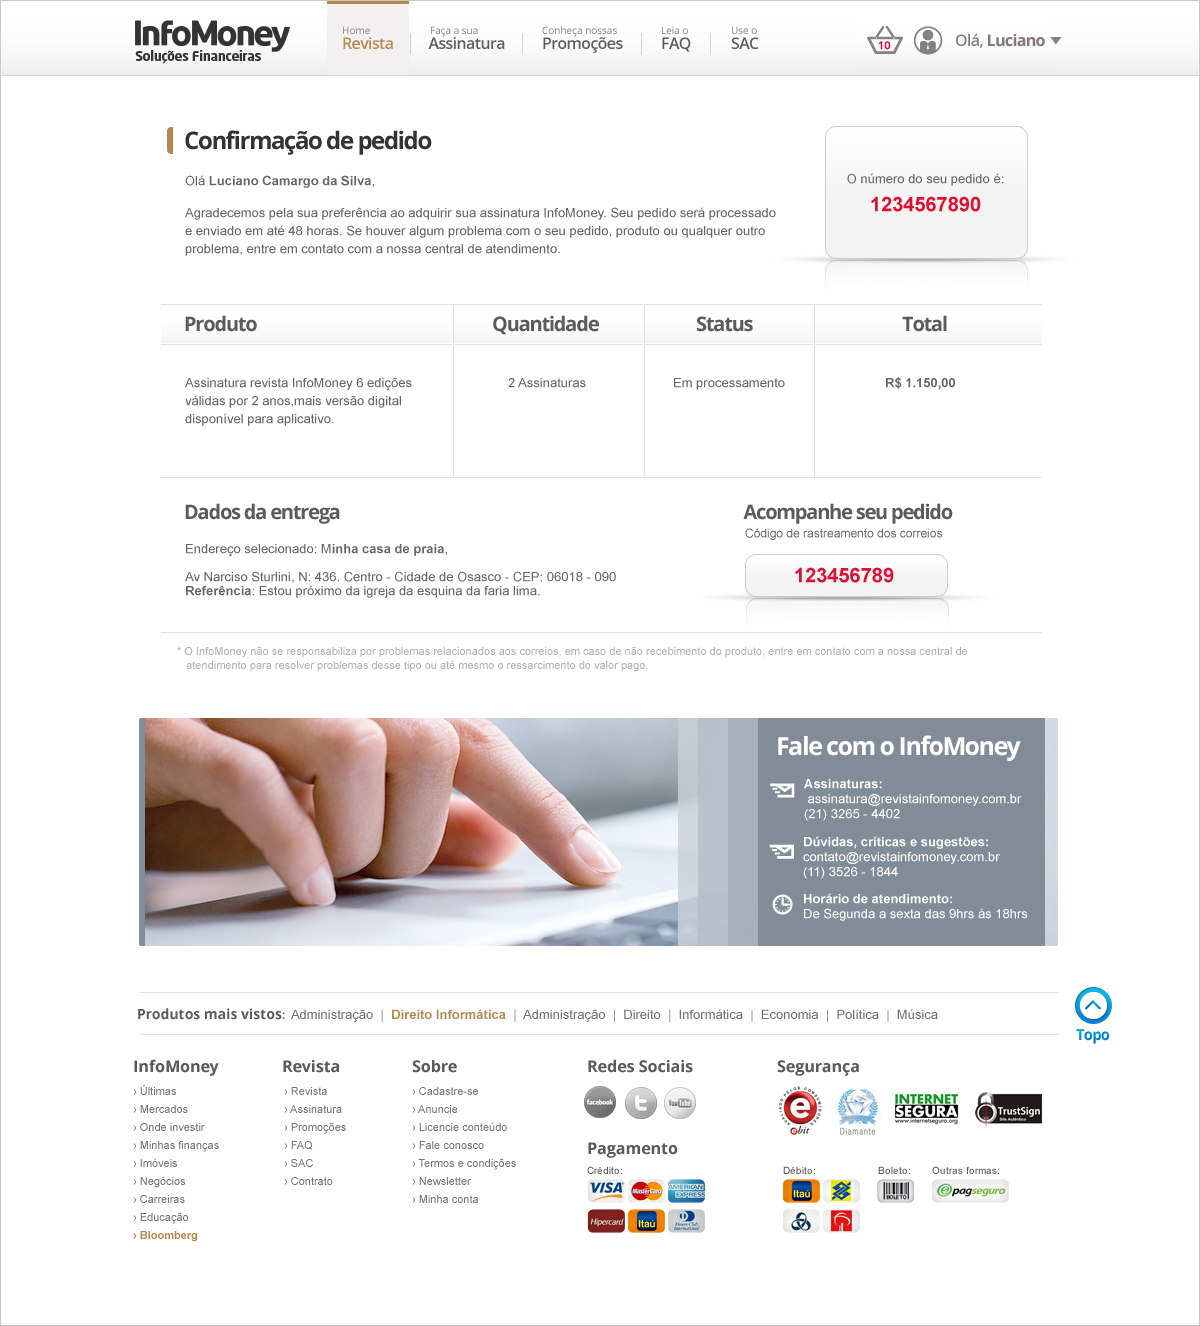 InfoMoney
Soluções Financeiras
Home
Revista
Faça a sua
Assinatura
Conheça nossas
Promoções
Leia o
FAQ
Use o
SAC
10
Olá, Luciano
Confirmação de pedido
Olá Luciano Camargo da Silva,
Agradecemos pela sua preferência ao adquirir sua assinatura InfoMoney. Seu pedido será processado
e enviado em até 48 horas. Se houver algum problema com o seu pedido, produto ou qualquer outro
problema, entre em contato com a nossa central de atendimento.
O número do seu pedido é:
1234567890
Produto Quantidade Status Total
Assinatura revista InfoMoney 6 edições
válidas por 2 anos,mais versão digital
disponível para aplicativo.
2 Assinaturas
Em processamento
R$ 1.150,00
Dados da entrega
Endereço selecionado: Minha casa de praia,
Av Narciso Sturlini, N: 436. Centro - Cidade de Osasco - CEP: 06018 - 090
Referência: Estou próximo da igreja da esquina da faria lima.
Acompanhe seu pedido
Código de rastreamento dos correios
123456789
* O InfoMoney não se responsabiliza por problemas relacionados aos correios, em caso de não recebimento do produto, entre em contato com a nossa central de
atendimento para resolver problemas desse tipo ou até mesmo o ressarcimento do valor pago.
Fale com o InfoMoney
Assinaturas:
assinatura@revistainfomoney.com.br
(21) 3265 - 4402
Dúvidas, críticas e sugestões:
contato@revistainfomoney.com.br
(11) 3526 - 1844
Horário de atendimento:
De Segunda a sexta das 9hrs às 18hrs
Produtos mais vistos: Administração | Direito Informática | Administração | Direito | Informática | Economia | Política | Música
Topo
InfoMoney
› Últimas
› Mercados
› Onde investir
› Minhas finanças
› Imóveis
› Negócios
› Carreiras
› Educação
› Bloomberg
Revista
› Revista
› Assinatura
› Promoções
› FAQ
› SAC
› Contrato
Sobre
› Cadastre-se
› Anuncie
› Licencie conteúdo
› Fale conosco
› Termos e condições
› Newsletter
› Minha conta
Redes Sociais
facebook
t
YouTube
Pagamento
Crédito:
VISA
MasterCard
AMERICAN EXPRESS
Hipercard
Itaú
Diners Club International
Segurança
e
ebit
Diamante
INTERNET
SEGURA
www.internetsegura.org
TrustSign
Site Autêntico
Débito:
Itaú
Boleto:
BOLETO
Outras formas:
pagseguro